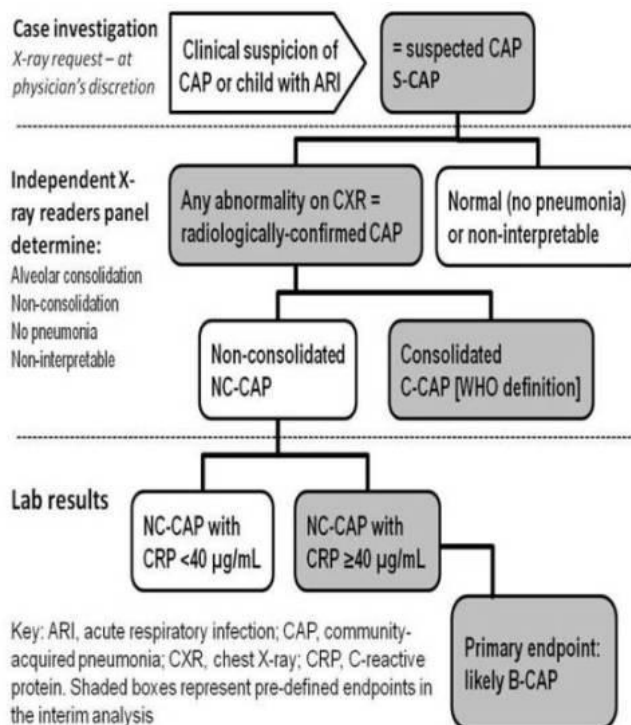 Case investigation
X-ray request – at
physician's discretion
Clinical suspicion of
CAP or child with ARI
= suspected CAP
S-CAP
Independent X-
ray readers panel
determine:
Alveolar consolidation
Non-consolidation
No pneumonia
Non-interpretable
Any abnormality on CXR =
radiologically-confirmed CAP
Normal (no pneumonia)
or non-interpretable
Non-consolidated
NC-CAP
Consolidated
C-CAP [WHO definition]
Lab results
NC-CAP with
CRP <40 µg/mL
NC-CAP with
CRP ≥40 µg/mL
Primary endpoint:
likely B-CAP
Key: ARI, acute respiratory infection; CAP, community-
acquired pneumonia; CXR, chest X-ray; CRP, C-reactive
protein. Shaded boxes represent pre-defined endpoints in
the interim analysis